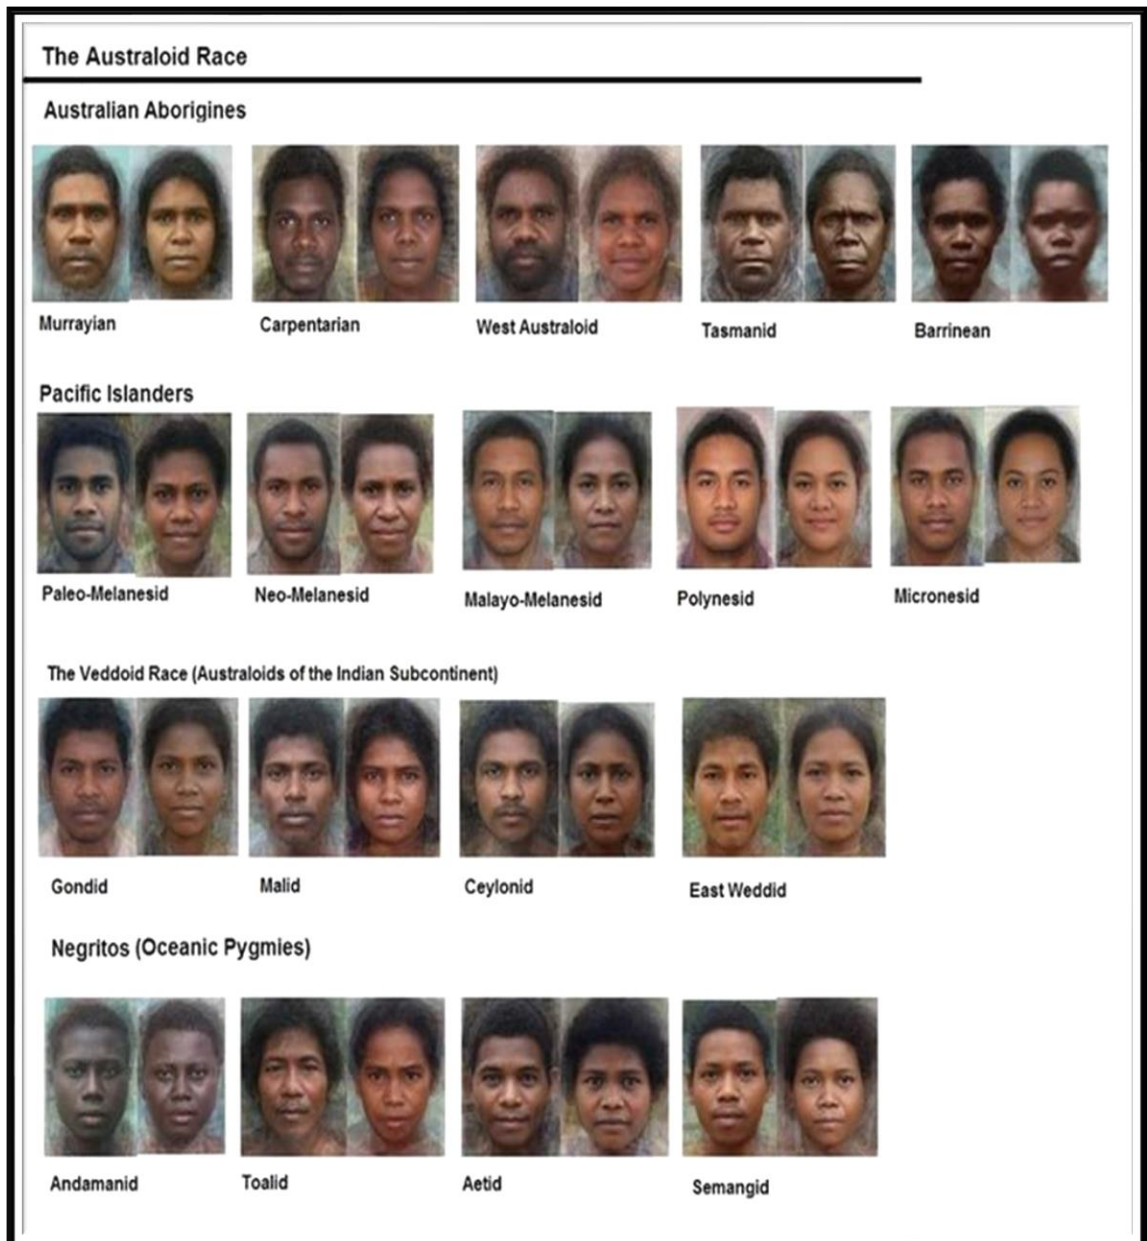 The Australoid Race
Australian Aborigines
Murrayian
Carpentarian
West Australoid
Tasmanid
Barrinean
Pacific Islanders
Paleo-Melanesid
Neo-Melanesid
Malayo-Melanesid
Polynesid
Micronesid
The Veddoid Race (Australoids of the Indian Subcontinent)
Gondid
Malid
Ceylonid
East Weddid
Negritos (Oceanic Pygmies)
Andamanid
Toalid
Aetid
Semangid